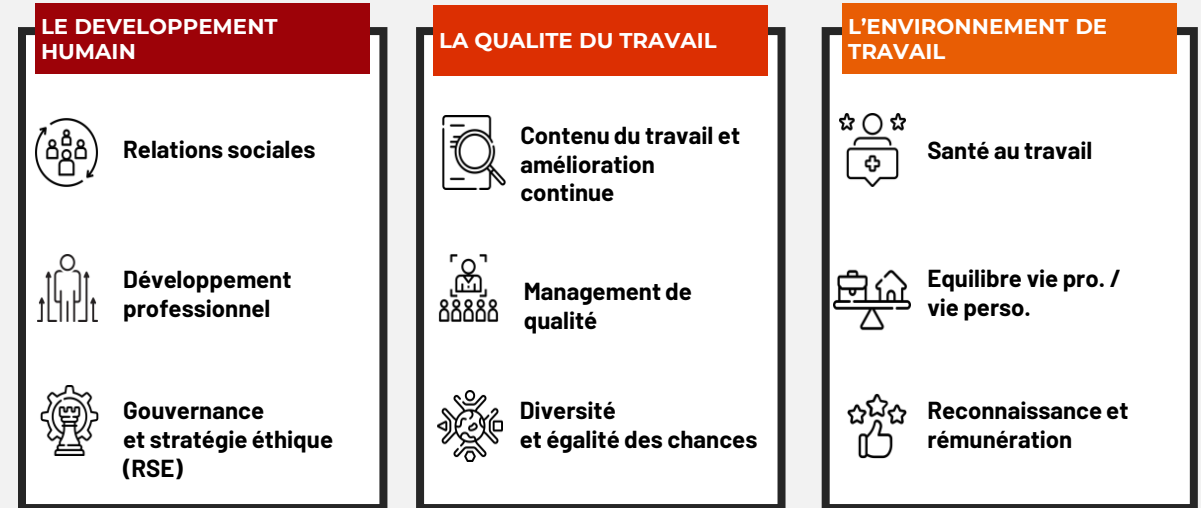 LE DEVELOPPEMENT
HUMAIN
Relations sociales
Développement
professionnel
Gouvernance
et stratégie éthique
(RSE)
LA QUALITE DU TRAVAIL
Contenu du travail et
amélioration
continue
Management de
qualité
Diversité
et égalité des chances
L’ENVIRONNEMENT DE
TRAVAIL
Santé au travail
Equilibre vie pro. /
vie perso.
Reconnaissance et
rémunération